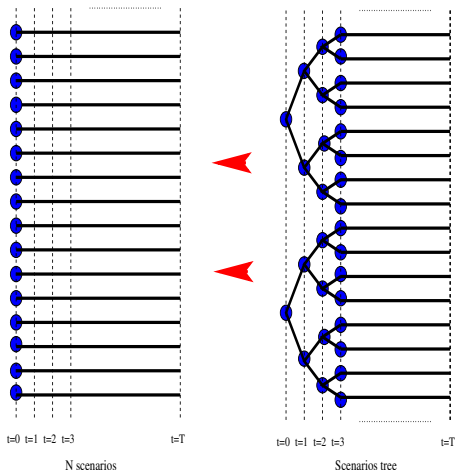 t=0 t=1 t=2 t=3 t=T
N scenarios
t=0 t=1 t=2 t=3 t=T
Scenarios tree